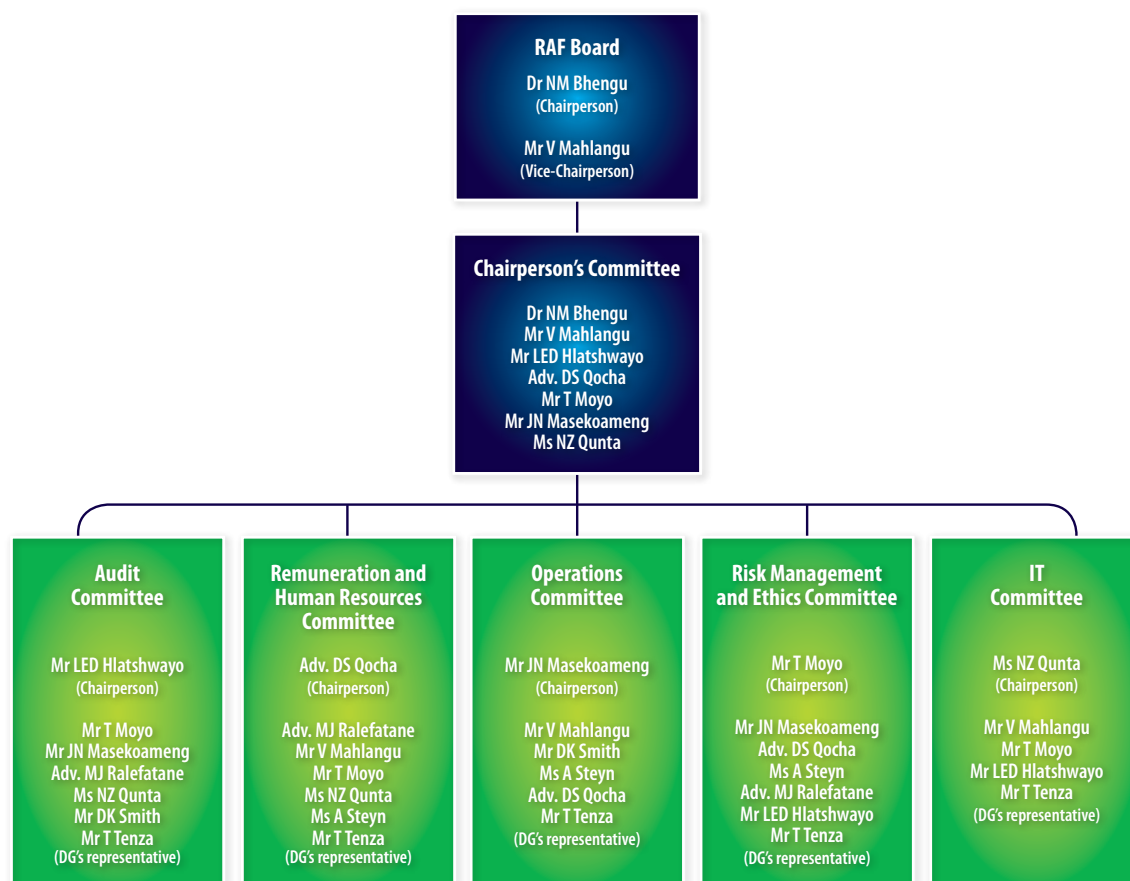 RAF Board
Dr NM Bhengu
(Chairperson)
Mr V Mahlangu
(Vice-Chairperson)
Chairperson’s Committee
Dr NM Bhengu
Mr V Mahlangu
Mr LED Hlatshwayo
Adv. DS Qocha
Mr T Moyo
Mr JN Masekoameng
Ms NZ Qunta
Audit
Committee
Mr LED Hlatshwayo
(Chairperson)
Mr T Moyo
Mr JN Masekoameng
Adv. MJ Ralefatane
Ms NZ Qunta
Mr DK Smith
Mr T Tenza
(DG’s representative)
Remuneration and
Human Resources
Committee
Adv. DS Qocha
(Chairperson)
Adv. MJ Ralefatane
Mr V Mahlangu
Mr T Moyo
Ms NZ Qunta
Ms A Steyn
Mr T Tenza
(DG’s representative)
Operations
Committee
Mr JN Masekoameng
(Chairperson)
Mr V Mahlangu
Mr DK Smith
Ms A Steyn
Adv. DS Qocha
Mr T Tenza
(DG’s representative)
Risk Management
and Ethics Committee
Mr T Moyo
(Chairperson)
Mr JN Masekoameng
Adv. DS Qocha
Ms A Steyn
Adv. MJ Ralefatane
Mr LED Hlatshwayo
Mr T Tenza
(DG’s representative)
IT
Committee
Ms NZ Qunta
(Chairperson)
Mr V Mahlangu
Mr T Moyo
Mr LED Hlatshwayo
Mr T Tenza
(DG’s representative)